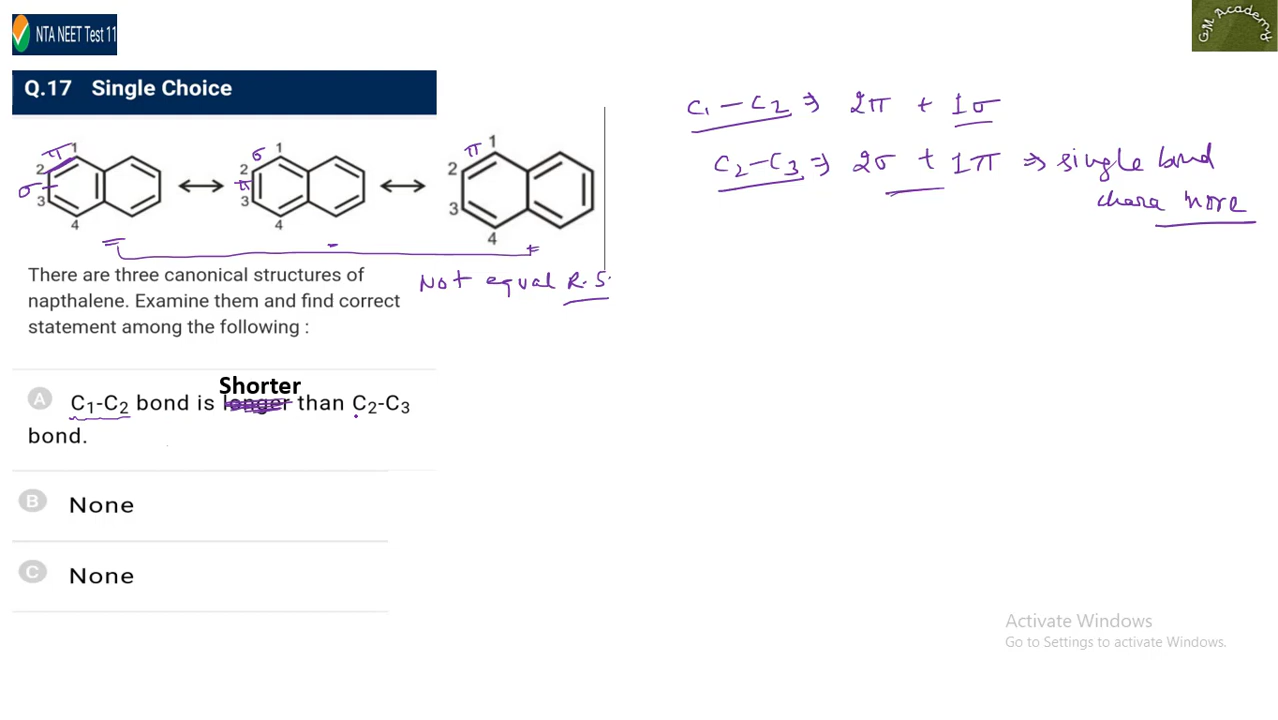 NTA NEET Test 11
GM Academy
Q.17 Single Choice
C1 – C2 ⇒ 2π + 1σ
C2 – C3 ⇒ 2σ + 1π ⇒ single bond
chara more
π 1 σ 1 π 1
2 2 2
σ 3 π 3 3
4 4 4
Not equal R.S.
There are three canonical structures of
napthalene. Examine them and find correct
statement among the following :
Shorter
A C₁-C₂ bond is longer than C₂-C₃
bond.
B None
C None
Activate Windows
Go to Settings to activate Windows.